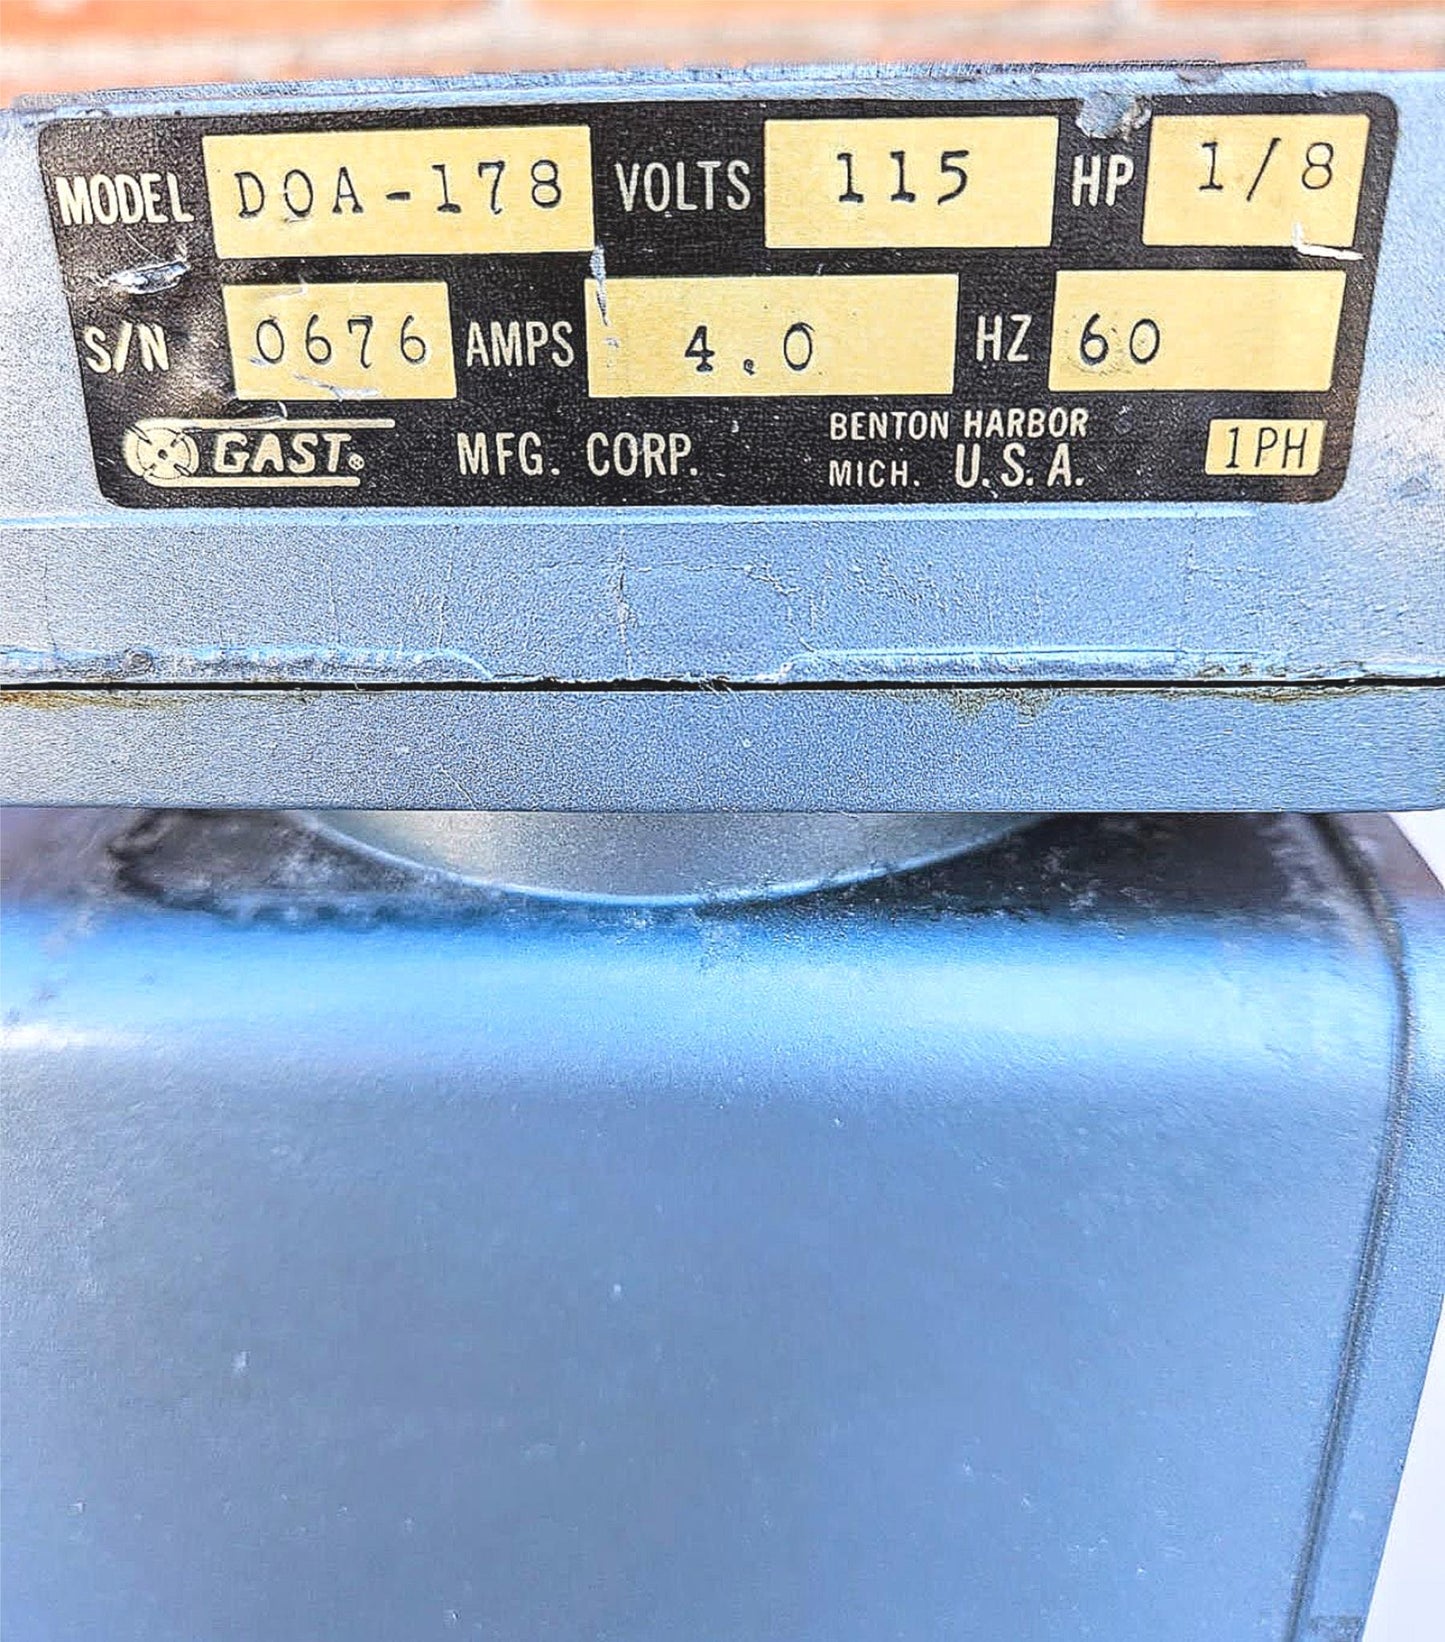 MODEL DOA-178 VOLTS 115 HP 1/8
S/N 0676 AMPS 4.0 HZ 60
GAST® MFG. CORP. BENTON HARBOR
MICH. U.S.A. 1PH